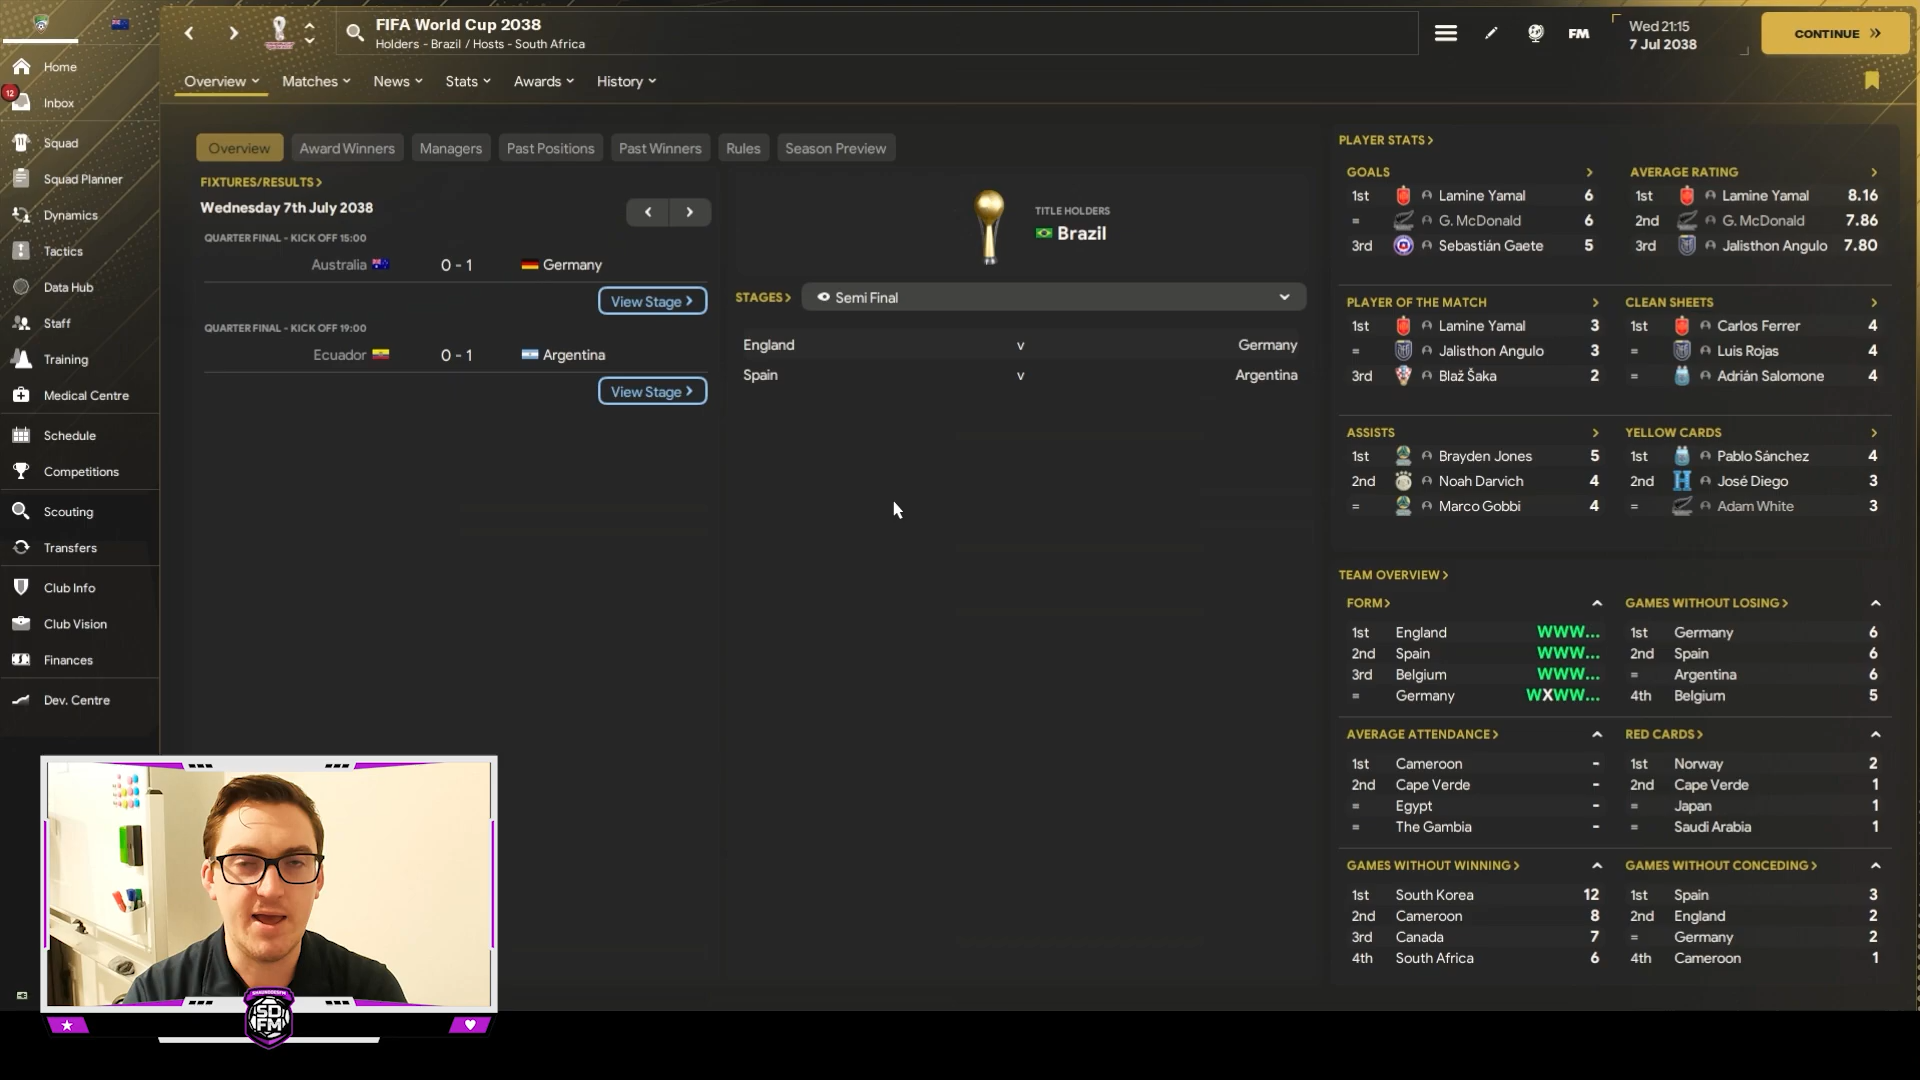 FIFA World Cup 2038
Holders - Brazil / Hosts - South Africa
FM
Wed 21:15
7 Jul 2038
CONTINUE
Overview
Matches
News
Stats
Awards
History
Home
12
Inbox
Squad
Squad Planner
Dynamics
Tactics
Data Hub
Staff
Training
Medical Centre
Schedule
Competitions
Scouting
Transfers
Club Info
Club Vision
Finances
Dev. Centre
Overview
Award Winners
Managers
Past Positions
Past Winners
Rules
Season Preview
FIXTURES/RESULTS >
Wednesday 7th July 2038
QUARTER FINAL - KICK OFF 15:00
Australia 0 - 1 Germany
View Stage >
QUARTER FINAL - KICK OFF 19:00
Ecuador 0 - 1 Argentina
View Stage >
TITLE HOLDERS
Brazil
STAGES >
Semi Final
England v Germany
Spain v Argentina
PLAYER STATS >
GOALS >
1st Lamine Yamal 6
= G. McDonald 6
3rd Sebastián Gaete 5
AVERAGE RATING >
1st Lamine Yamal 8.16
2nd G. McDonald 7.86
3rd Jalisthon Angulo 7.80
PLAYER OF THE MATCH >
1st Lamine Yamal 3
= Jalisthon Angulo 3
3rd Blaž Šaka 2
CLEAN SHEETS >
1st Carlos Ferrer 4
= Luis Rojas 4
= Adrián Salomone 4
ASSISTS >
1st Brayden Jones 5
2nd Noah Darvich 4
= Marco Gobbi 4
YELLOW CARDS >
1st Pablo Sánchez 4
2nd José Diego 3
= Adam White 3
TEAM OVERVIEW >
FORM >
1st England WWW...
2nd Spain WWW...
3rd Belgium WWW...
= Germany WXWW...
GAMES WITHOUT LOSING >
1st Germany 6
2nd Spain 6
= Argentina 6
4th Belgium 5
AVERAGE ATTENDANCE >
1st Cameroon -
2nd Cape Verde -
= Egypt -
= The Gambia -
RED CARDS >
1st Norway 2
2nd Cape Verde 1
= Japan 1
= Saudi Arabia 1
GAMES WITHOUT WINNING >
1st South Korea 12
2nd Cameroon 8
3rd Canada 7
4th South Africa 6
GAMES WITHOUT CONCEDING >
1st Spain 3
2nd England 2
= Germany 2
4th Cameroon 1
SD
FM